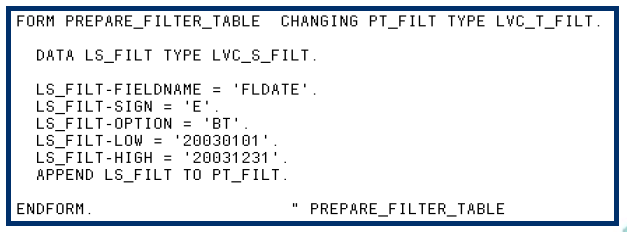 FORM PREPARE_FILTER_TABLE CHANGING PT_FILT TYPE LVC_T_FILT.
DATA LS_FILT TYPE LVC_S_FILT.
LS_FILT-FIELDNAME = 'FLDATE'.
LS_FILT-SIGN = 'E'.
LS_FILT-OPTION = 'BT'.
LS_FILT-LOW = '20030101'.
LS_FILT-HIGH = '20031231'.
APPEND LS_FILT TO PT_FILT.
ENDFORM. " PREPARE_FILTER_TABLE